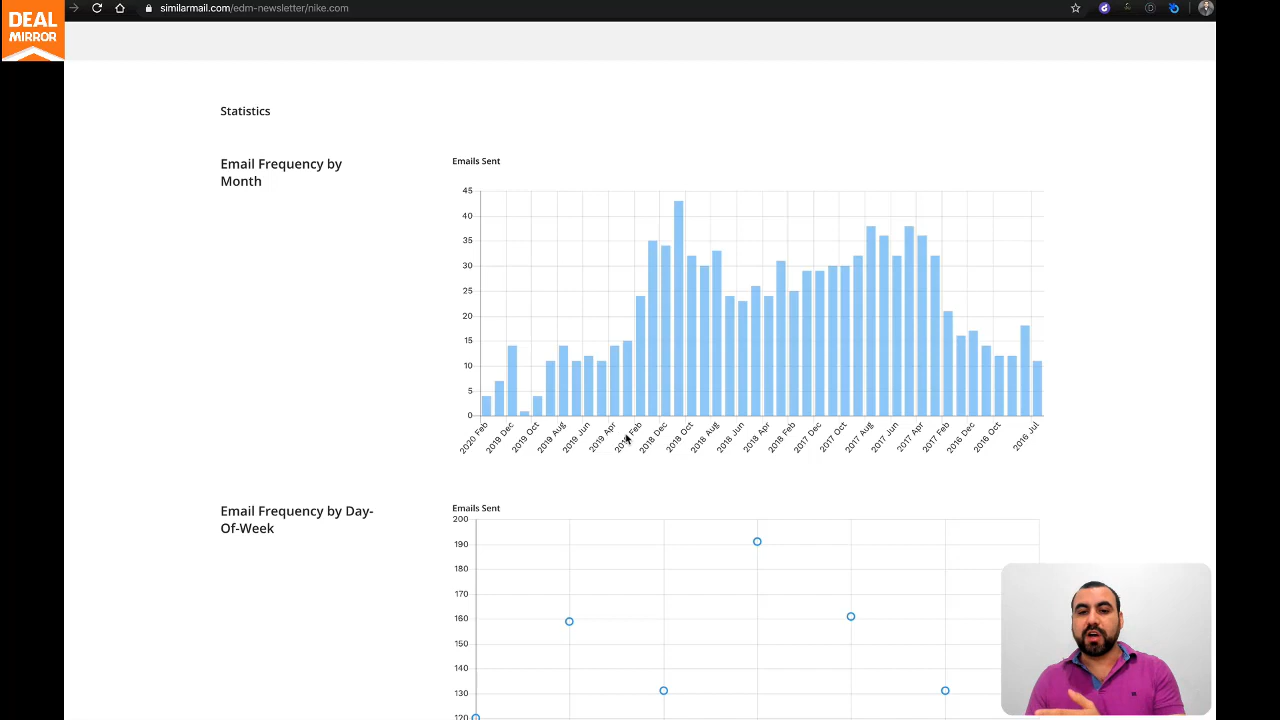 DEAL
MIRROR
similarmail.com/edm-newsletter/nike.com
Statistics
Email Frequency by
Month
Emails Sent
45
40
35
30
25
20
15
10
5
0
2020 Feb
2019 Dec
2019 Oct
2019 Aug
2019 Jun
2019 Apr
2019 Feb
2018 Dec
2018 Oct
2018 Aug
2018 Jun
2018 Apr
2018 Feb
2017 Dec
2017 Oct
2017 Aug
2017 Jun
2017 Apr
2017 Feb
2016 Dec
2016 Oct
2016 Jul
Email Frequency by Day-
Of-Week
Emails Sent
200
190
180
170
160
150
140
130
120